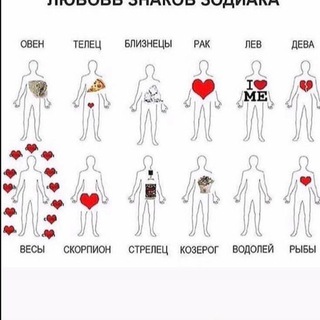 ЛЮБОВЬ ЗНАКОВ ЗОДИАКА
ОВЕН ТЕЛЕЦ БЛИЗНЕЦЫ РАК ЛЕВ ДЕВА
I ME
ВЕСЫ СКОРПИОН СТРЕЛЕЦ КОЗЕРОГ ВОДОЛЕЙ РЫБЫ